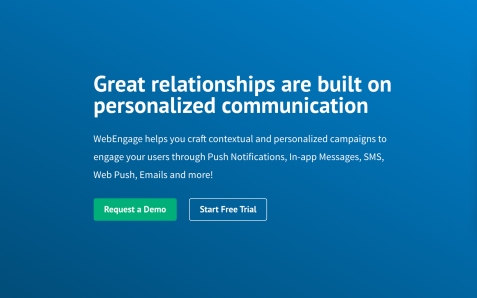 Great relationships are built on
personalized communication
WebEngage helps you craft contextual and personalized campaigns to
engage your users through Push Notifications, In-app Messages, SMS,
Web Push, Emails and more!
Request a Demo
Start Free Trial